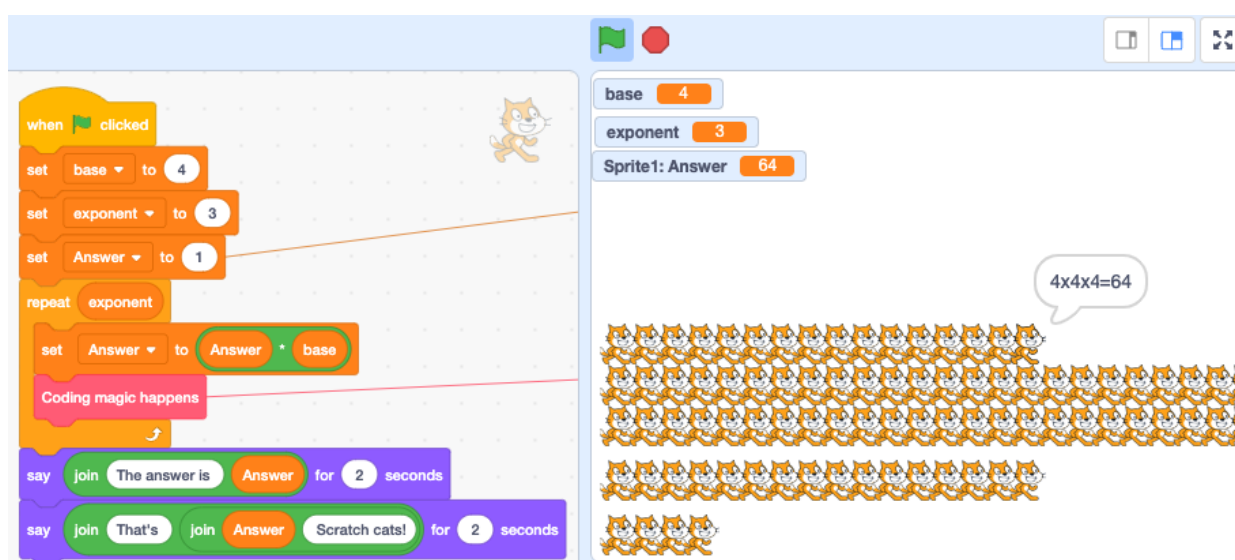 when clicked
set base to 4
set exponent to 3
set Answer to 1
repeat exponent
set Answer to Answer * base
Coding magic happens
say join The answer is Answer for 2 seconds
say join That's join Answer Scratch cats! for 2 seconds
base 4
exponent 3
Sprite1: Answer 64
4x4x4=64